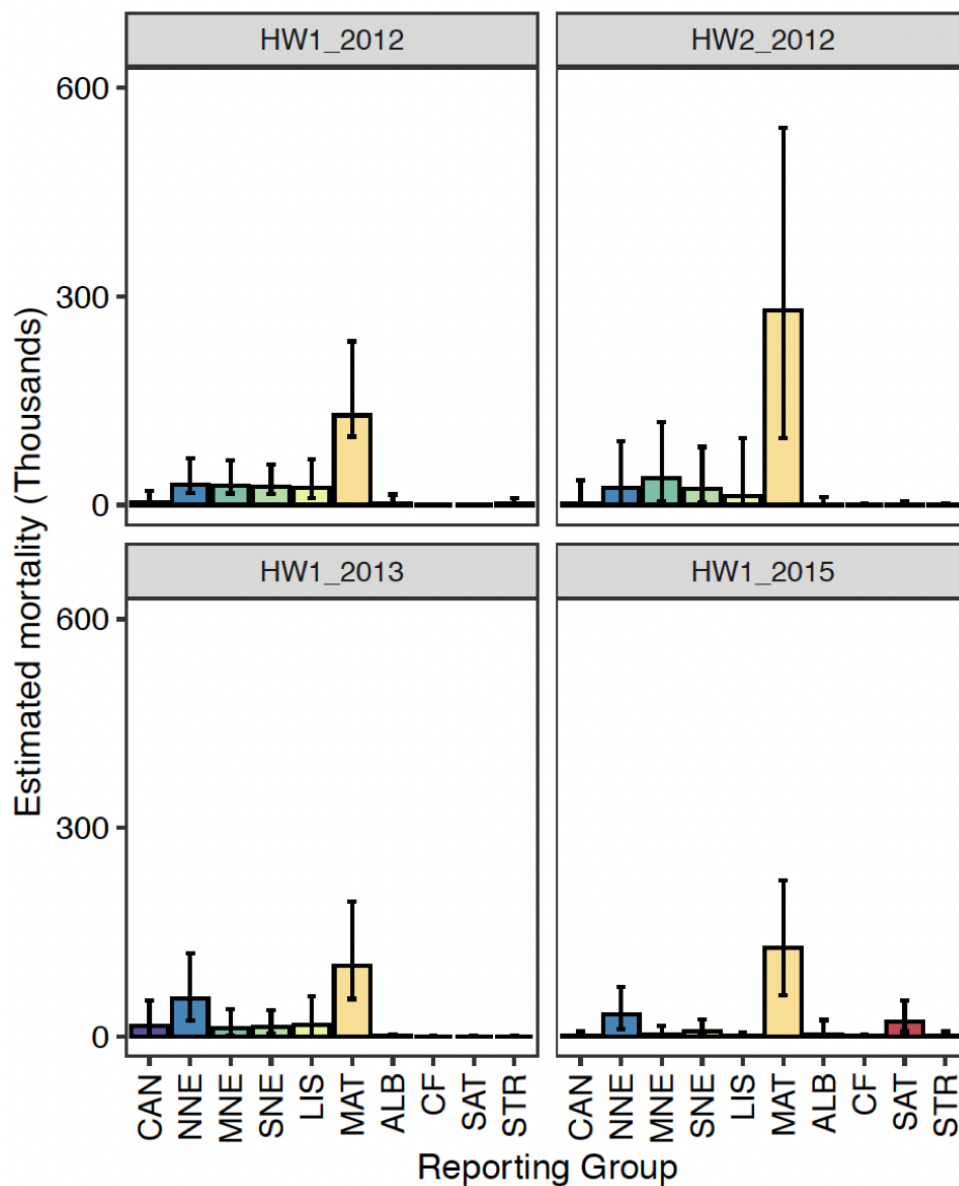 HW1_2012
HW2_2012
600
300
0
HW1_2013
HW1_2015
600
300
0
Estimated mortality (Thousands)
CAN
NNE
MNE
SNE
LIS
MAT
ALB
CF
SAT
STR
CAN
NNE
MNE
SNE
LIS
MAT
ALB
CF
SAT
STR
Reporting Group